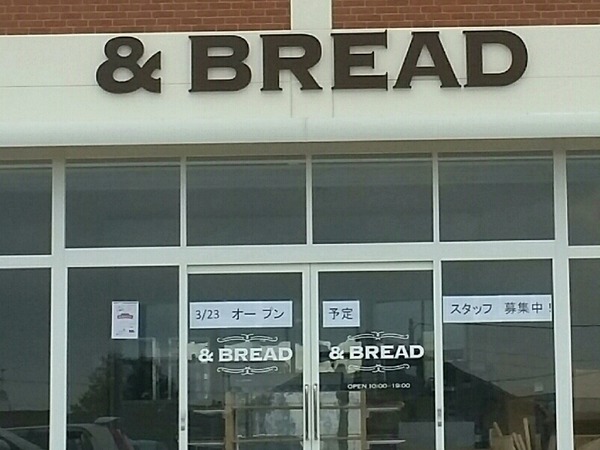 & BREAD
3/23 オープン 予定 スタッフ 募集中!
& BREAD & BREAD
OPEN 10:00-19:00